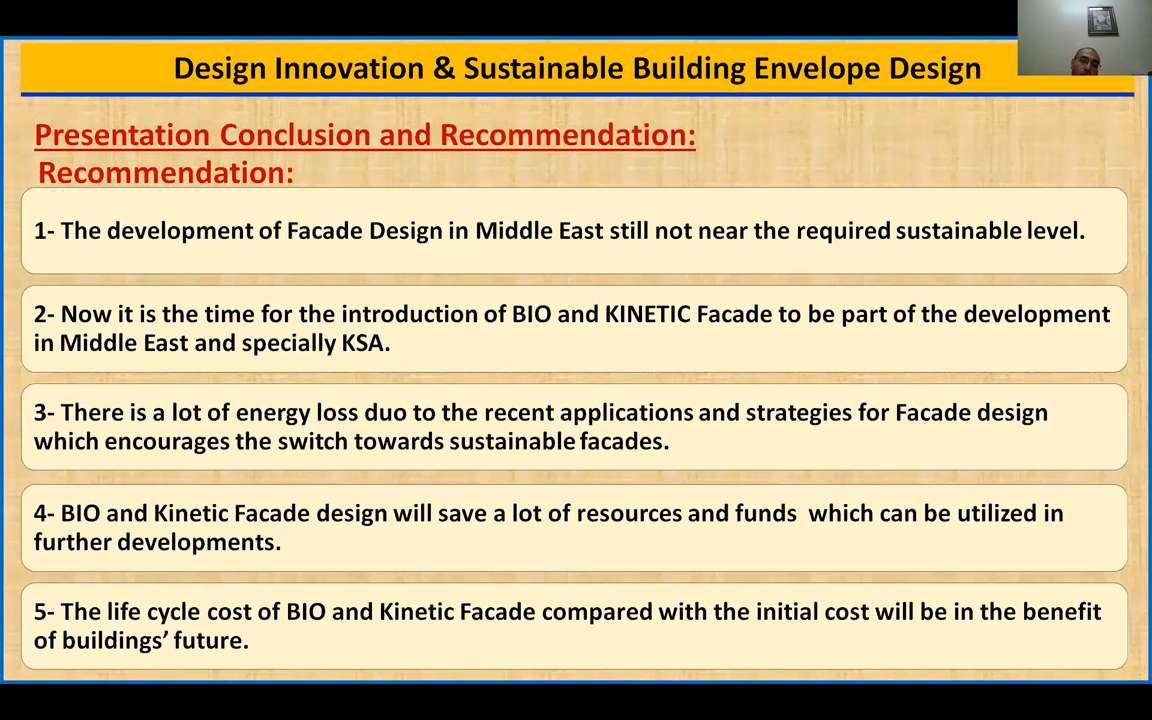 Design Innovation & Sustainable Building Envelope Design
Presentation Conclusion and Recommendation:
Recommendation:
1- The development of Facade Design in Middle East still not near the required sustainable level.
2- Now it is the time for the introduction of BIO and KINETIC Facade to be part of the development
in Middle East and specially KSA.
3- There is a lot of energy loss duo to the recent applications and strategies for Facade design
which encourages the switch towards sustainable facades.
4- BIO and Kinetic Facade design will save a lot of resources and funds which can be utilized in
further developments.
5- The life cycle cost of BIO and Kinetic Facade compared with the initial cost will be in the benefit
of buildings’ future.